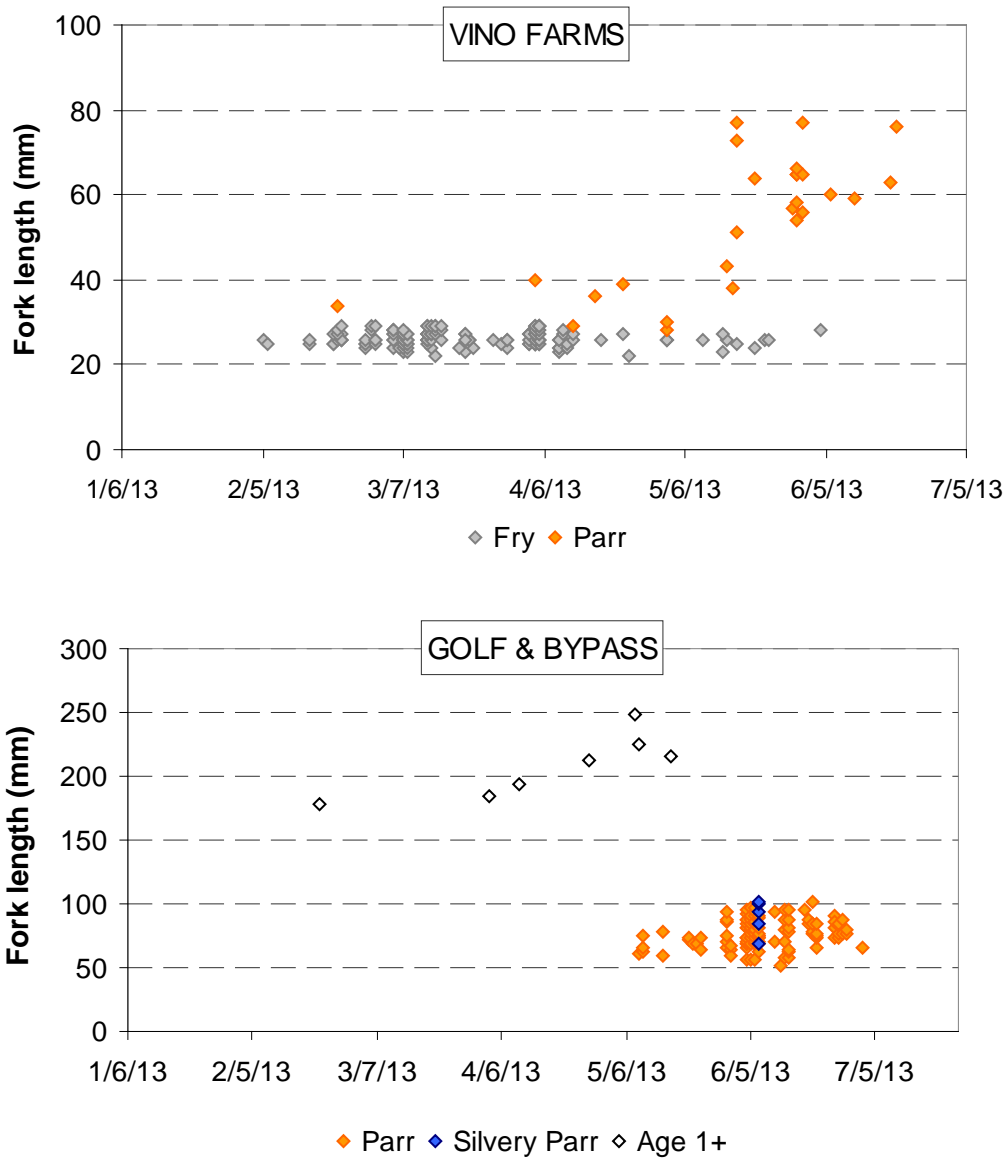 VINO FARMS
Fork length (mm)
100
80
60
40
20
0
1/6/13 2/5/13 3/7/13 4/6/13 5/6/13 6/5/13 7/5/13
Fry Parr
GOLF & BYPASS
Fork length (mm)
300
250
200
150
100
50
0
1/6/13 2/5/13 3/7/13 4/6/13 5/6/13 6/5/13 7/5/13
Parr Silvery Parr Age 1+